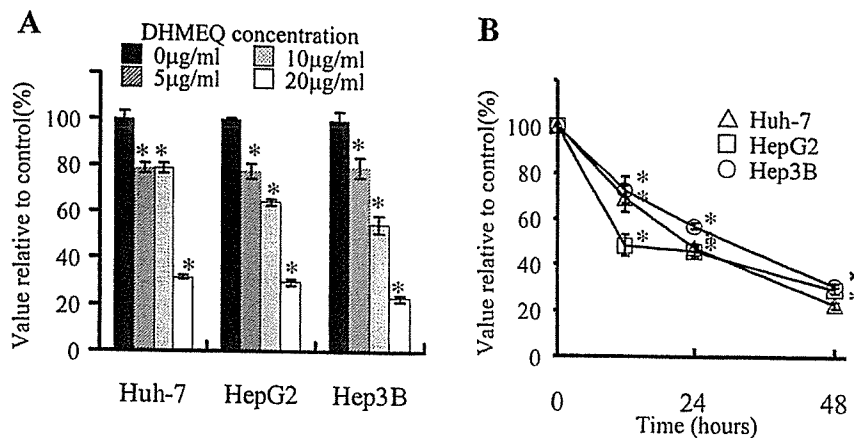 A
DHMEQ concentration
0µg/ml 10µg/ml
5µg/ml 20µg/ml
Value relative to control(%)
100
80
60
40
20
0
* *
*
* *
*
*
*
*
Huh-7 HepG2 Hep3B
B
Value relative to control(%)
100
80
60
40
20
0
Huh-7
HepG2
Hep3B
*
*
*
*
*
*
0 24 48
Time (hours)